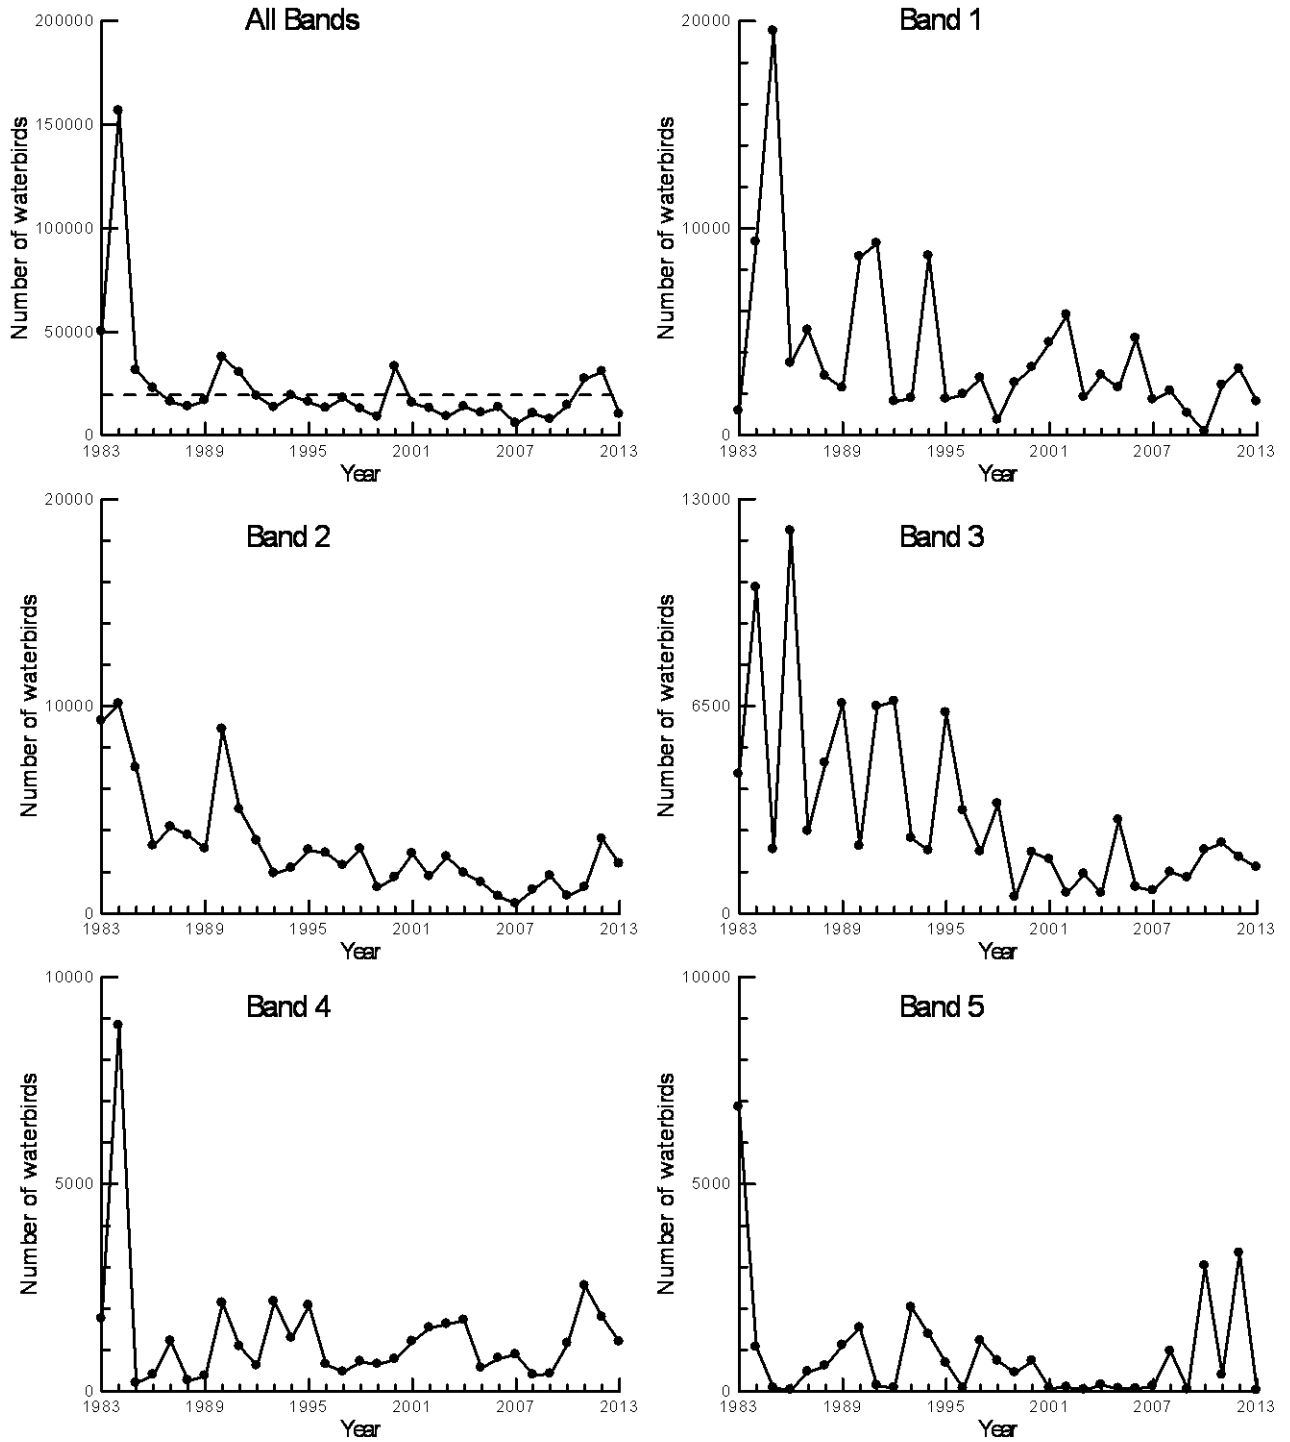 All Bands
Number of waterbirds
200000
150000
100000
50000
0
1983 1989 1995 2001 2007 2013
Year
Band 1
Number of waterbirds
20000
10000
0
1983 1989 1995 2001 2007 2013
Year
Band 2
Number of waterbirds
20000
10000
0
1983 1989 1995 2001 2007 2013
Year
Band 3
Number of waterbirds
13000
6500
0
1983 1989 1995 2001 2007 2013
Year
Band 4
Number of waterbirds
10000
5000
0
1983 1989 1995 2001 2007 2013
Year
Band 5
Number of waterbirds
10000
5000
0
1983 1989 1995 2001 2007 2013
Year